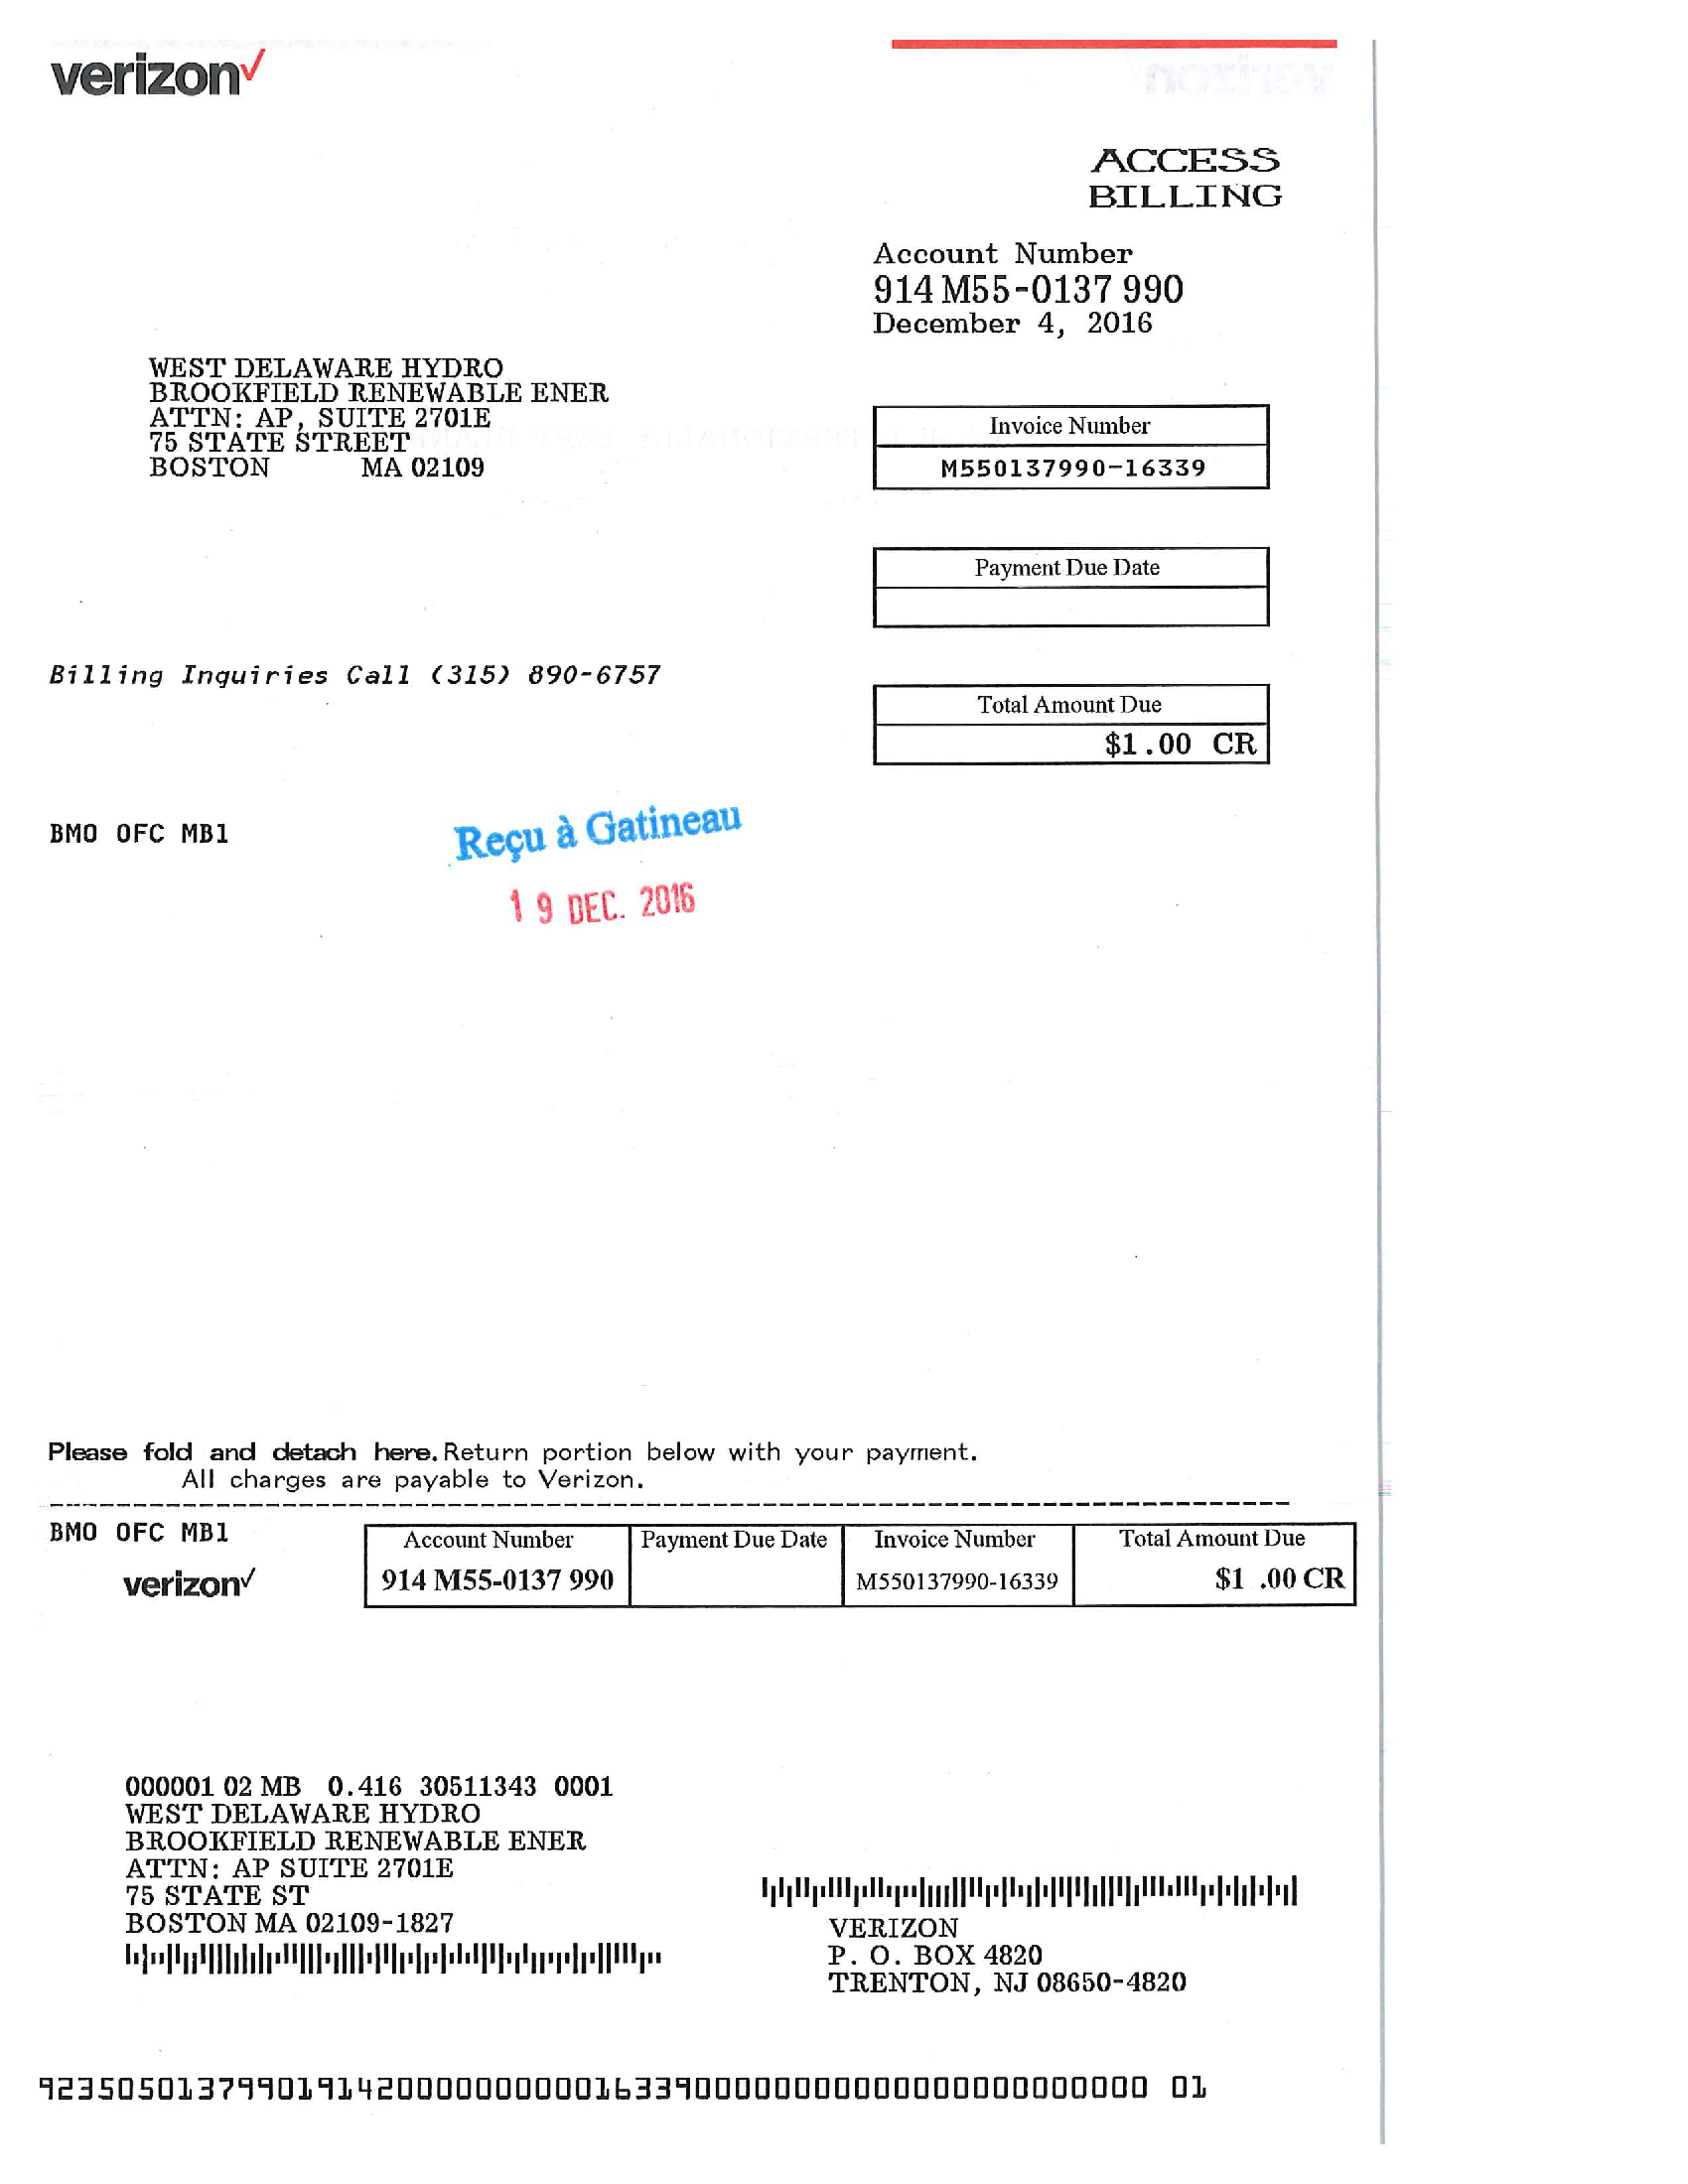 verizon
ACCESS
BILLING
Account Number
914 M55-0137 990
December 4, 2016
WEST DELAWARE HYDRO
BROOKFIELD RENEWABLE ENER
ATTN: AP, SUITE 2701E
75 STATE STREET
BOSTON MA 02109
Invoice Number
M550137990-16339
Payment Due Date
Billing Inquiries Call (315) 890-6757
Total Amount Due
$1.00 CR
BMO OFC MB1
Reçu à Gatineau
19 DEC. 2016
Please fold and detach here. Return portion below with your payment.
All charges are payable to Verizon.
BMO OFC MB1
verizon
Account Number Payment Due Date Invoice Number Total Amount Due
914 M55-0137 990 M550137990-16339 $1 .00 CR
000001 02 MB 0.416 30511343 0001
WEST DELAWARE HYDRO
BROOKFIELD RENEWABLE ENER
ATTN: AP SUITE 2701E
75 STATE ST
BOSTON MA 02109-1827
VERIZON
P. O. BOX 4820
TRENTON, NJ 08650-4820